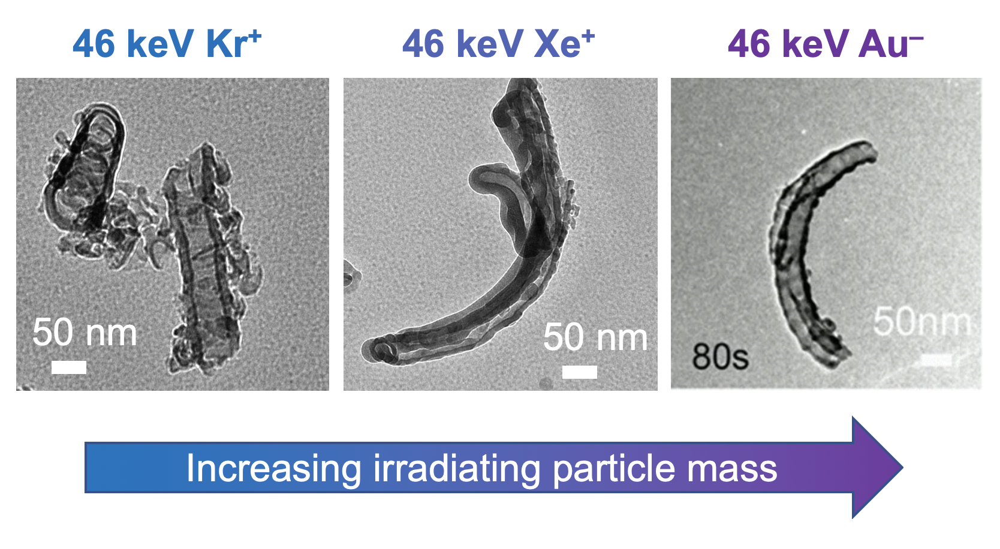 46 keV Kr⁺
46 keV Xe⁺
46 keV Au⁻
50 nm
50 nm
80s
50nm
Increasing irradiating particle mass